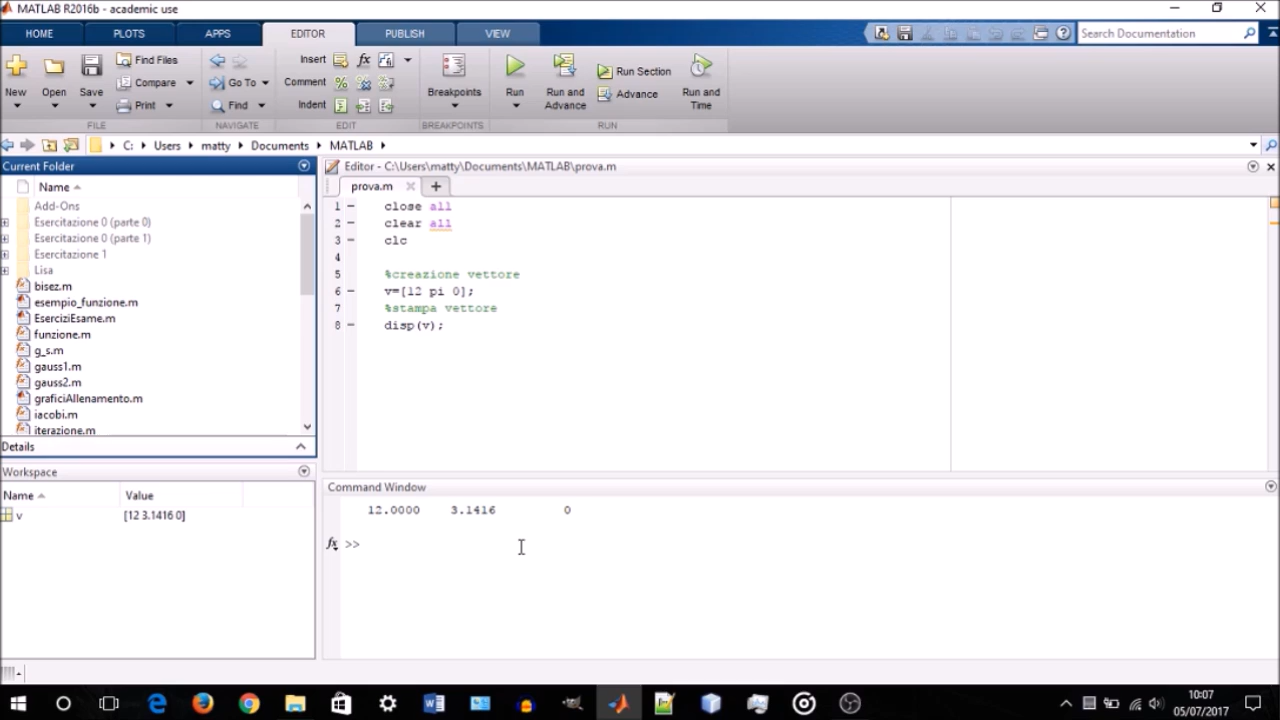 MATLAB R2016b - academic use
HOME PLOTS APPS EDITOR PUBLISH VIEW
Search Documentation
New Open Save
Find Files
Compare
Print
FILE
Go To
Find
NAVIGATE
Insert fx
Comment %
Indent
EDIT
Breakpoints
BREAKPOINTS
Run
Run and Advance
Run Section
Advance
Run and Time
RUN
C: Users matty Documents MATLAB
Current Folder
Name
Add-Ons
Esercitazione 0 (parte 0)
Esercitazione 0 (parte 1)
Esercitazione 1
Lisa
bisez.m
esempio_funzione.m
EserciziEsame.m
funzione.m
g_s.m
gauss1.m
gauss2.m
graficiAllenamento.m
iacobi.m
iterazione.m
Details
Workspace
Name Value
v [12 3.1416 0]
Editor - C:\Users\matty\Documents\MATLAB\prova.m
prova.m
1 - close all
2 - clear all
3 - clc
4
5 %creazione vettore
6 - v=[12 pi 0];
7 %stampa vettore
8 - disp(v);
Command Window
12.0000 3.1416 0
fx >>
10:07
05/07/2017